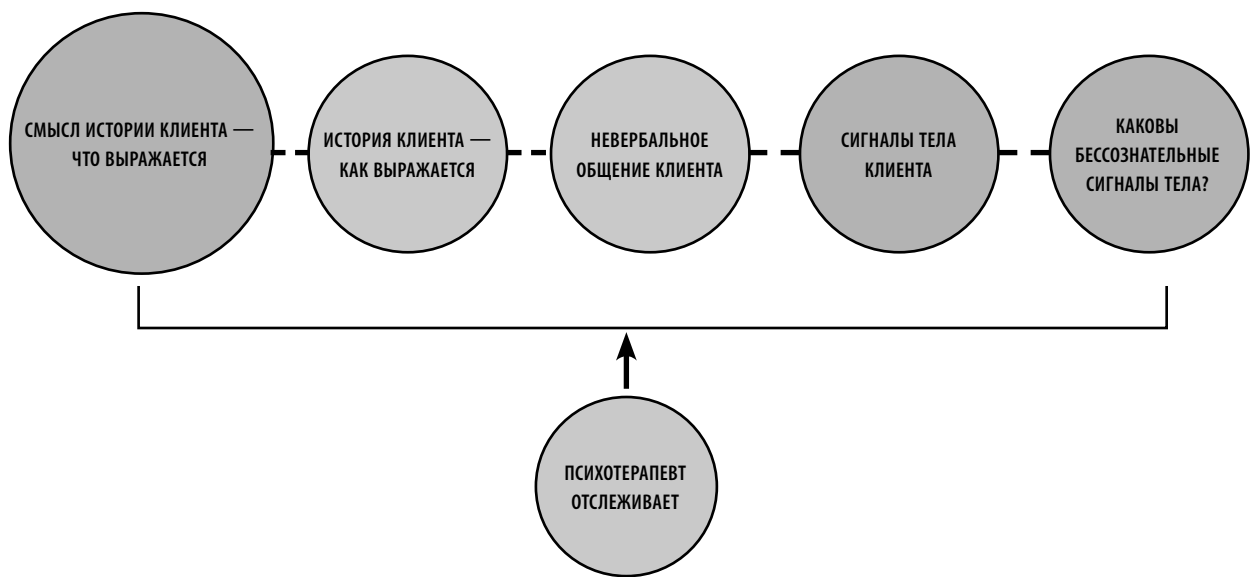 СМЫСЛ ИСТОРИИ КЛИЕНТА —
ЧТО ВЫРАЖАЕТСЯ
ИСТОРИЯ КЛИЕНТА —
КАК ВЫРАЖАЕТСЯ
НЕВЕРБАЛЬНОЕ
ОБЩЕНИЕ КЛИЕНТА
СИГНАЛЫ ТЕЛА
КЛИЕНТА
КАКОВЫ
БЕССОЗНАТЕЛЬНЫЕ
СИГНАЛЫ ТЕЛА?
ПСИХОТЕРАПЕВТ
ОТСЛЕЖИВАЕТ